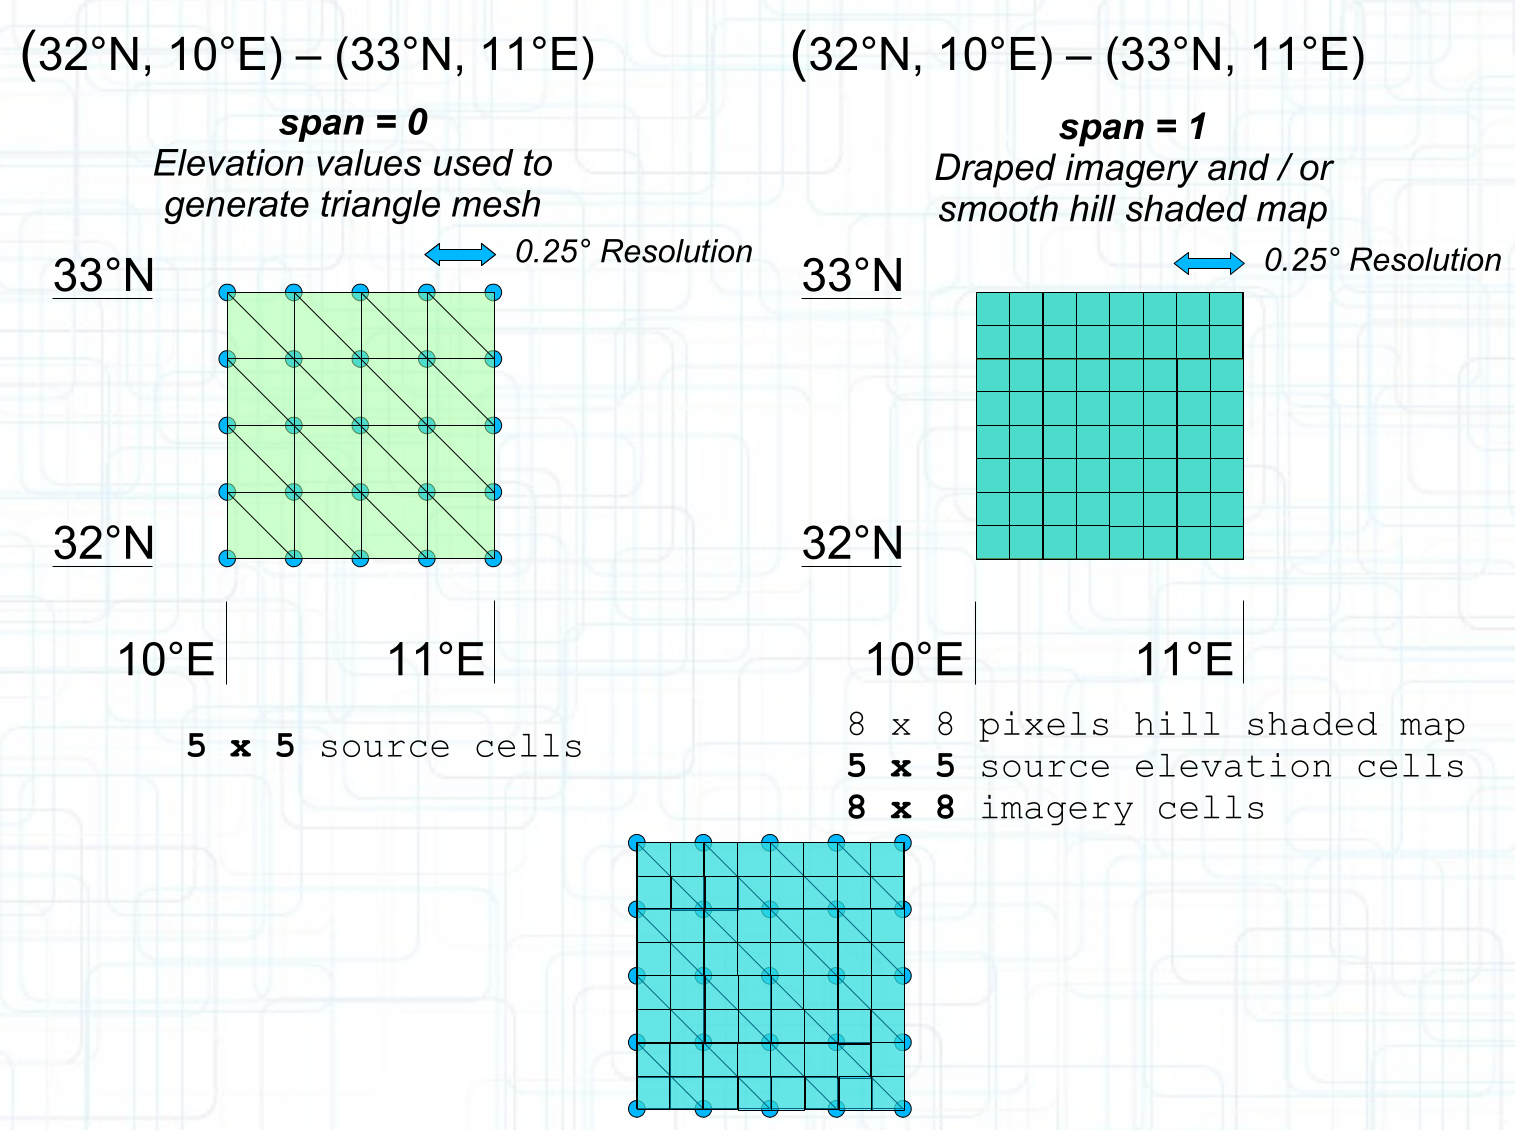 (32°N, 10°E) – (33°N, 11°E)
span = 0
Elevation values used to
generate triangle mesh
0.25° Resolution
33°N
32°N
10°E
11°E
5 x 5 source cells
(32°N, 10°E) – (33°N, 11°E)
span = 1
Draped imagery and / or
smooth hill shaded map
0.25° Resolution
33°N
32°N
10°E
11°E
8 x 8 pixels hill shaded map
5 x 5 source elevation cells
8 x 8 imagery cells